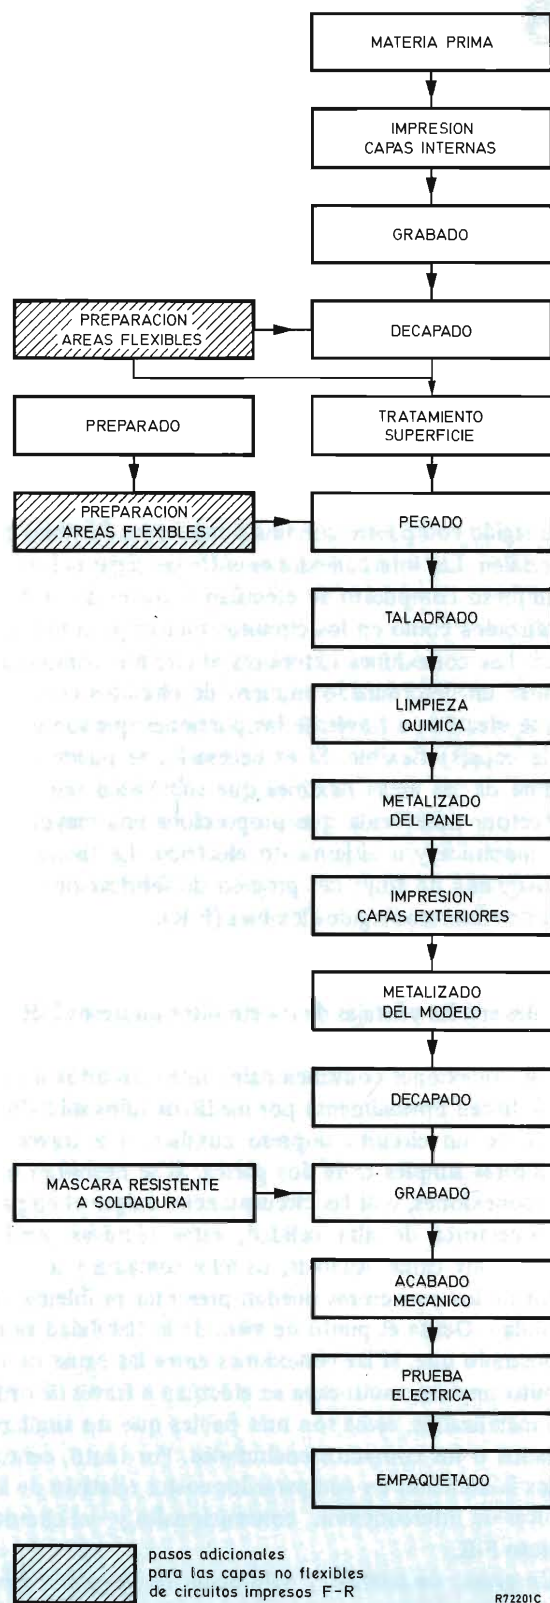 MATERIA PRIMA
IMPRESION
CAPAS INTERNAS
GRABADO
PREPARACION
AREAS FLEXIBLES
DECAPADO
PREPARADO
TRATAMIENTO
SUPERFICIE
PREPARACION
AREAS FLEXIBLES
PEGADO
TALADRADO
LIMPIEZA
QUIMICA
METALIZADO
DEL PANEL
IMPRESION
CAPAS EXTERIORES
METALIZADO
DEL MODELO
DECAPADO
MASCARA RESISTENTE
A SOLDADURA
GRABADO
ACABADO
MECANICO
PRUEBA
ELECTRICA
EMPAQUETADO
pasos adicionales
para las capas no flexibles
de circuitos impresos F-R
R72201C